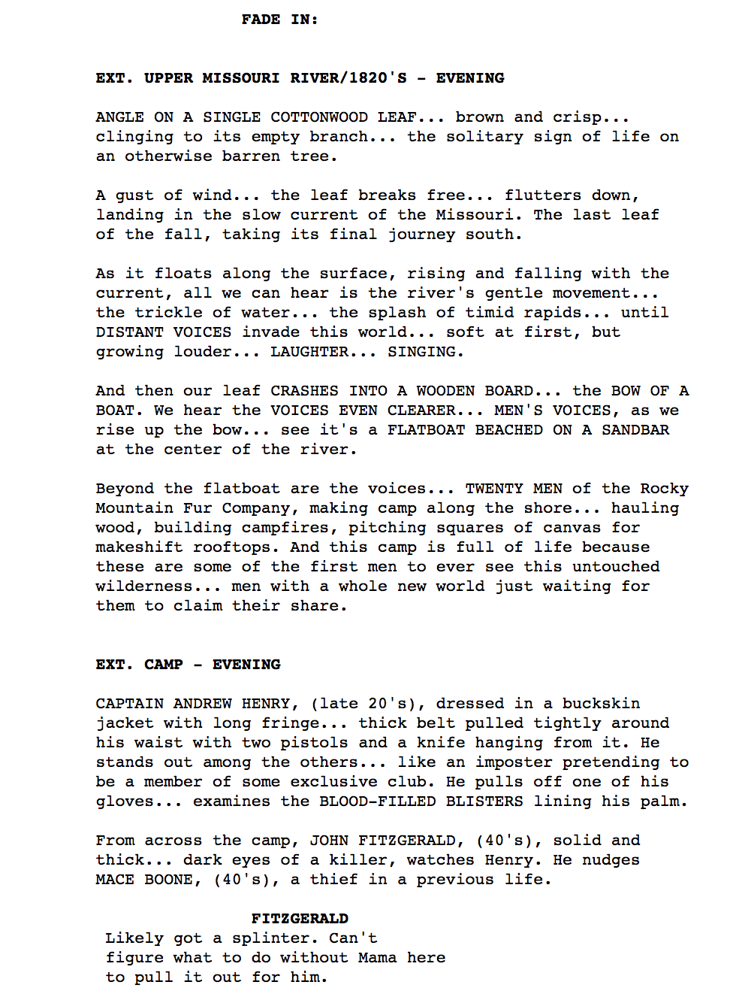 FADE IN:
EXT. UPPER MISSOURI RIVER/1820'S - EVENING
ANGLE ON A SINGLE COTTONWOOD LEAF... brown and crisp...
clinging to its empty branch... the solitary sign of life on
an otherwise barren tree.
A gust of wind... the leaf breaks free... flutters down,
landing in the slow current of the Missouri. The last leaf
of the fall, taking its final journey south.
As it floats along the surface, rising and falling with the
current, all we can hear is the river's gentle movement...
the trickle of water... the splash of timid rapids... until
DISTANT VOICES invade this world... soft at first, but
growing louder... LAUGHTER... SINGING.
And then our leaf CRASHES INTO A WOODEN BOARD... the BOW OF A
BOAT. We hear the VOICES EVEN CLEARER... MEN'S VOICES, as we
rise up the bow... see it's a FLATBOAT BEACHED ON A SANDBAR
at the center of the river.
Beyond the flatboat are the voices... TWENTY MEN of the Rocky
Mountain Fur Company, making camp along the shore... hauling
wood, building campfires, pitching squares of canvas for
makeshift rooftops. And this camp is full of life because
these are some of the first men to ever see this untouched
wilderness... men with a whole new world just waiting for
them to claim their share.
EXT. CAMP - EVENING
CAPTAIN ANDREW HENRY, (late 20's), dressed in a buckskin
jacket with long fringe... thick belt pulled tightly around
his waist with two pistols and a knife hanging from it. He
stands out among the others... like an imposter pretending to
be a member of some exclusive club. He pulls off one of his
gloves... examines the BLOOD-FILLED BLISTERS lining his palm.
From across the camp, JOHN FITZGERALD, (40's), solid and
thick... dark eyes of a killer, watches Henry. He nudges
MACE BOONE, (40's), a thief in a previous life.
FITZGERALD
Likely got a splinter. Can't
figure what to do without Mama here
to pull it out for him.